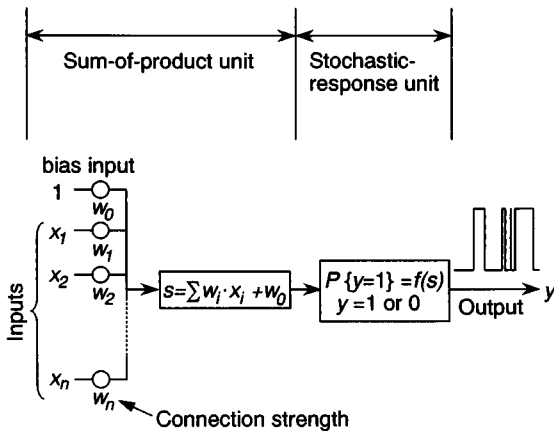 Sum-of-product unit
Stochastic-
response unit
bias input
1
w₀
x₁
w₁
x₂
w₂
xₙ
wₙ
Inputs
s=∑wᵢ·xᵢ+w₀
P{y=1}=f(s)
y=1 or 0
Output
y
Connection strength